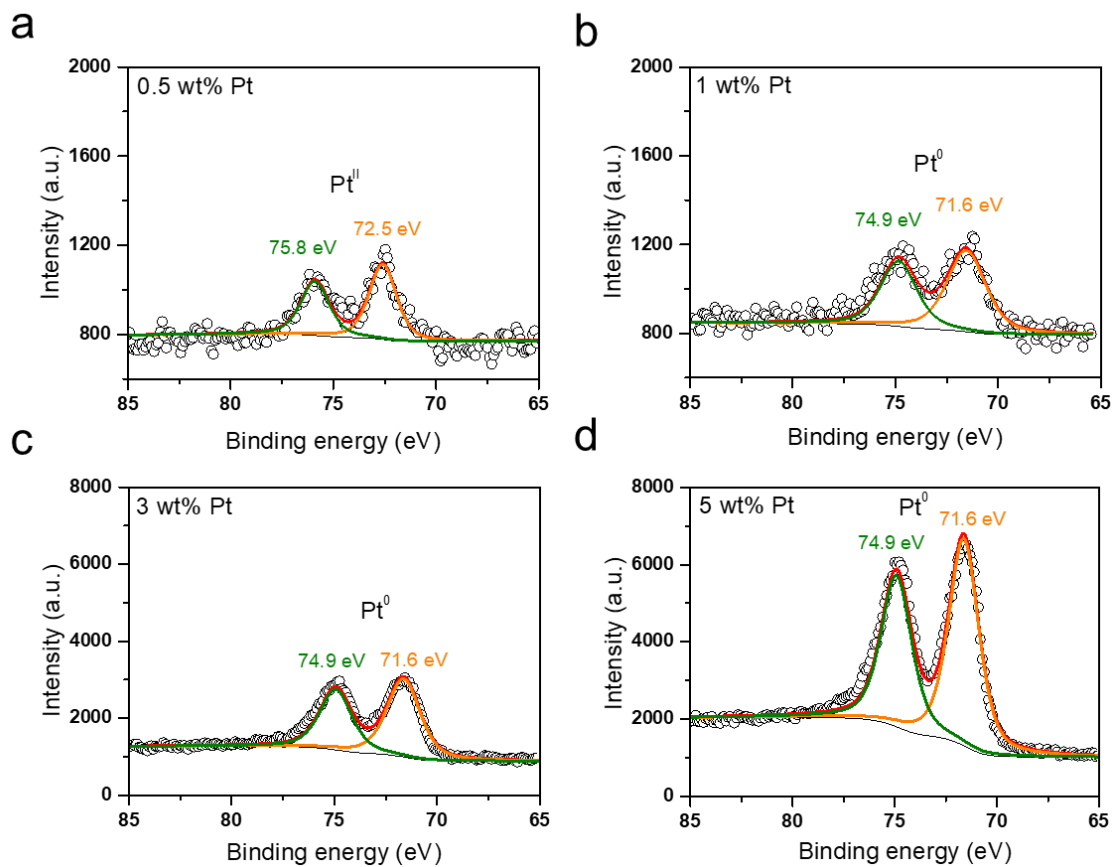 a
0.5 wt% Pt
Pt^II
75.8 eV
72.5 eV
2000
1600
1200
800
Intensity (a.u.)
85 80 75 70 65
Binding energy (eV)
b
1 wt% Pt
Pt^0
74.9 eV
71.6 eV
2000
1600
1200
800
Intensity (a.u.)
85 80 75 70 65
Binding energy (eV)
c
3 wt% Pt
Pt^0
74.9 eV
71.6 eV
8000
6000
4000
2000
0
Intensity (a.u.)
85 80 75 70 65
Binding energy (eV)
d
5 wt% Pt
Pt^0
71.6 eV
74.9 eV
8000
6000
4000
2000
0
Intensity (a.u.)
85 80 75 70 65
Binding energy (eV)